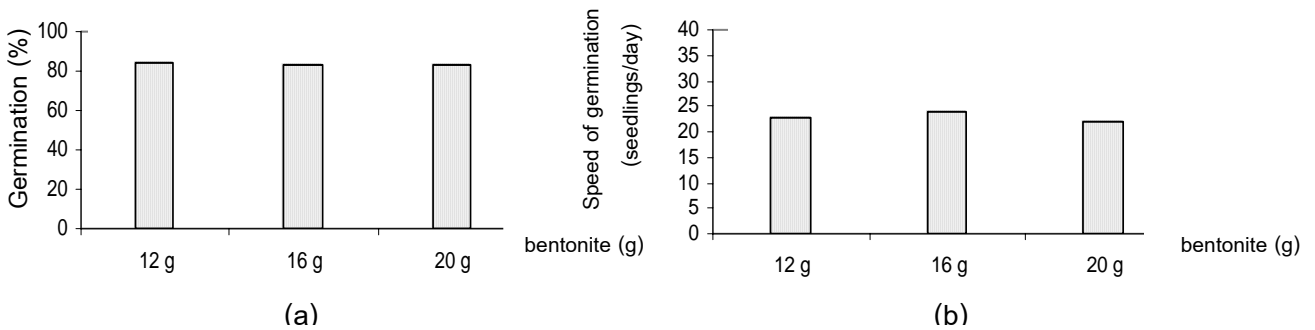 Germination (%)
100
80
60
40
20
0
12 g
16 g
20 g
bentonite (g)
(a)
Speed of germination
(seedlings/day)
40
35
30
25
20
15
10
5
0
12 g
16 g
20 g
bentonite (g)
(b)